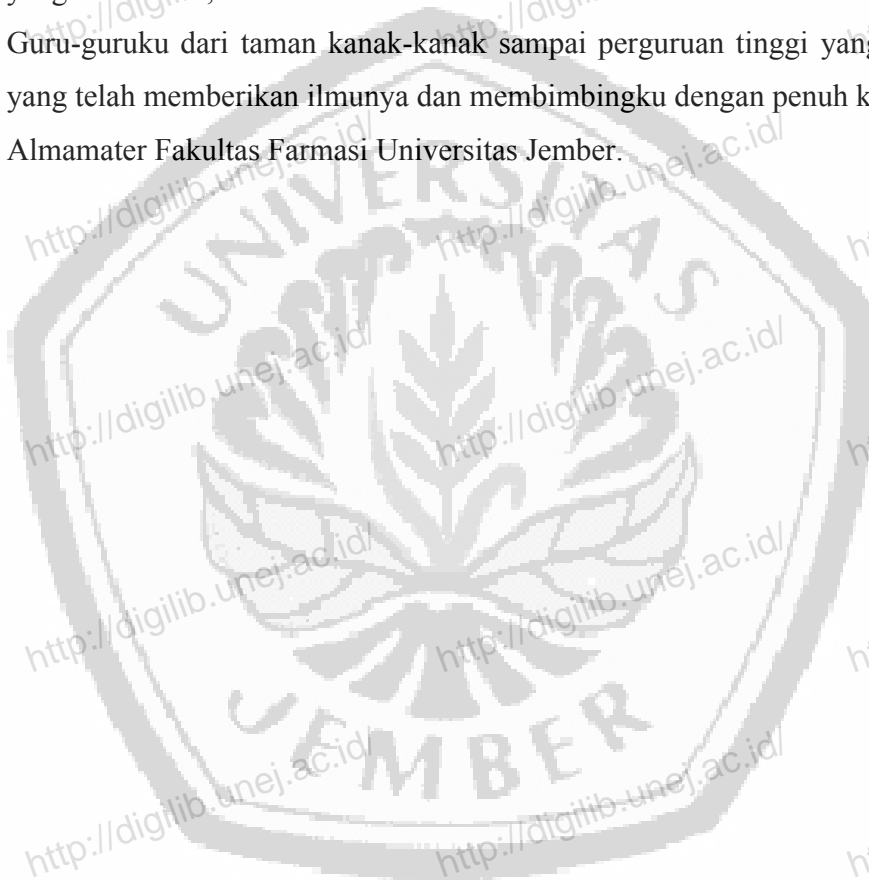 Guru-guruku dari taman kanak-kanak sampai perguruan tinggi yang
yang telah memberikan ilmunya dan membimbingku dengan penuh k
Almamater Fakultas Farmasi Universitas Jember.
UNIVERSITAS
JEMBER
http://digilib.unej.ac.id/
http://digilib.unej.ac.id/
http://digilib.unej.ac.id/
http://digilib.unej.ac.id/
http://digilib.unej.ac.id/
http://digilib.unej.ac.id/
http://digilib.unej.ac.id/
http://digilib.unej.ac.id/